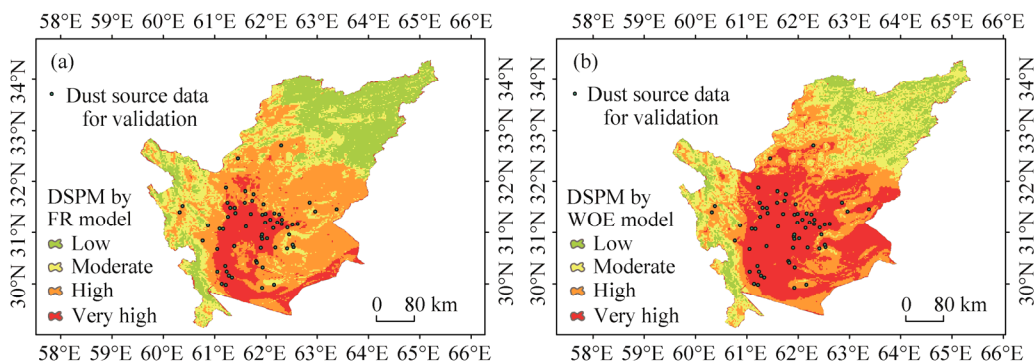 58°E 59°E 60°E 61°E 62°E 63°E 64°E 65°E 66°E
(a)
Dust source data
for validation
DSPM by
FR model
Low
Moderate
High
Very high
0 80 km
34°N
33°N
32°N
31°N
30°N
34°N
33°N
32°N
31°N
30°N
58°E 59°E 60°E 61°E 62°E 63°E 64°E 65°E 66°E
58°E 59°E 60°E 61°E 62°E 63°E 64°E 65°E 66°E
(b)
Dust source data
for validation
DSPM by
WOE model
Low
Moderate
High
Very high
0 80 km
34°N
33°N
32°N
31°N
30°N
34°N
33°N
32°N
31°N
30°N
58°E 59°E 60°E 61°E 62°E 63°E 64°E 65°E 66°E